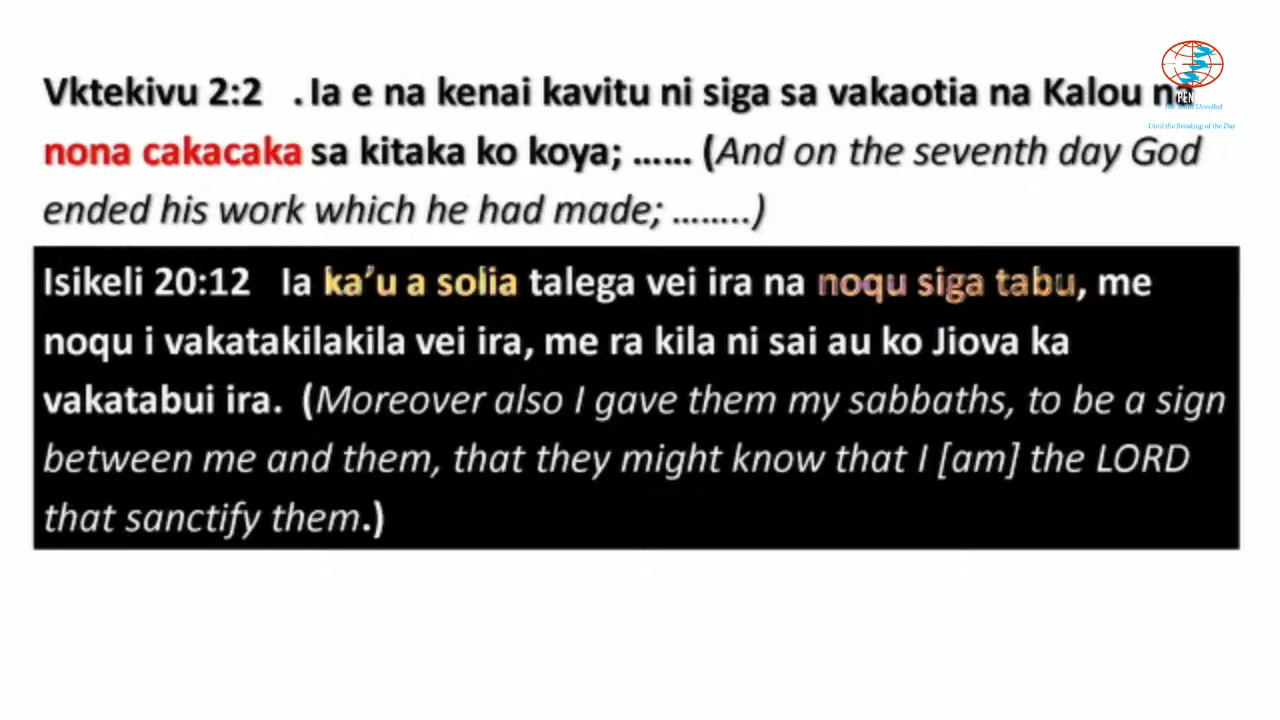 Vktekivu 2:2 . Ia e na kenai kavitu ni siga sa vakaotia na Kalou na
nona cakacaka sa kitaka ko koya; …… (And on the seventh day God
ended his work which he had made; ……..)
Isikeli 20:12 Ia ka’u a solia talega vei ira na noqu siga tabu, me
noqu i vakatakilakila vei ira, me ra kila ni sai au ko Jiova ka
vakatabui ira. (Moreover also I gave them my sabbaths, to be a sign
between me and them, that they might know that I [am] the LORD
that sanctify them.)
PEN
The Truth Unveiled
Until the Breaking of the Day